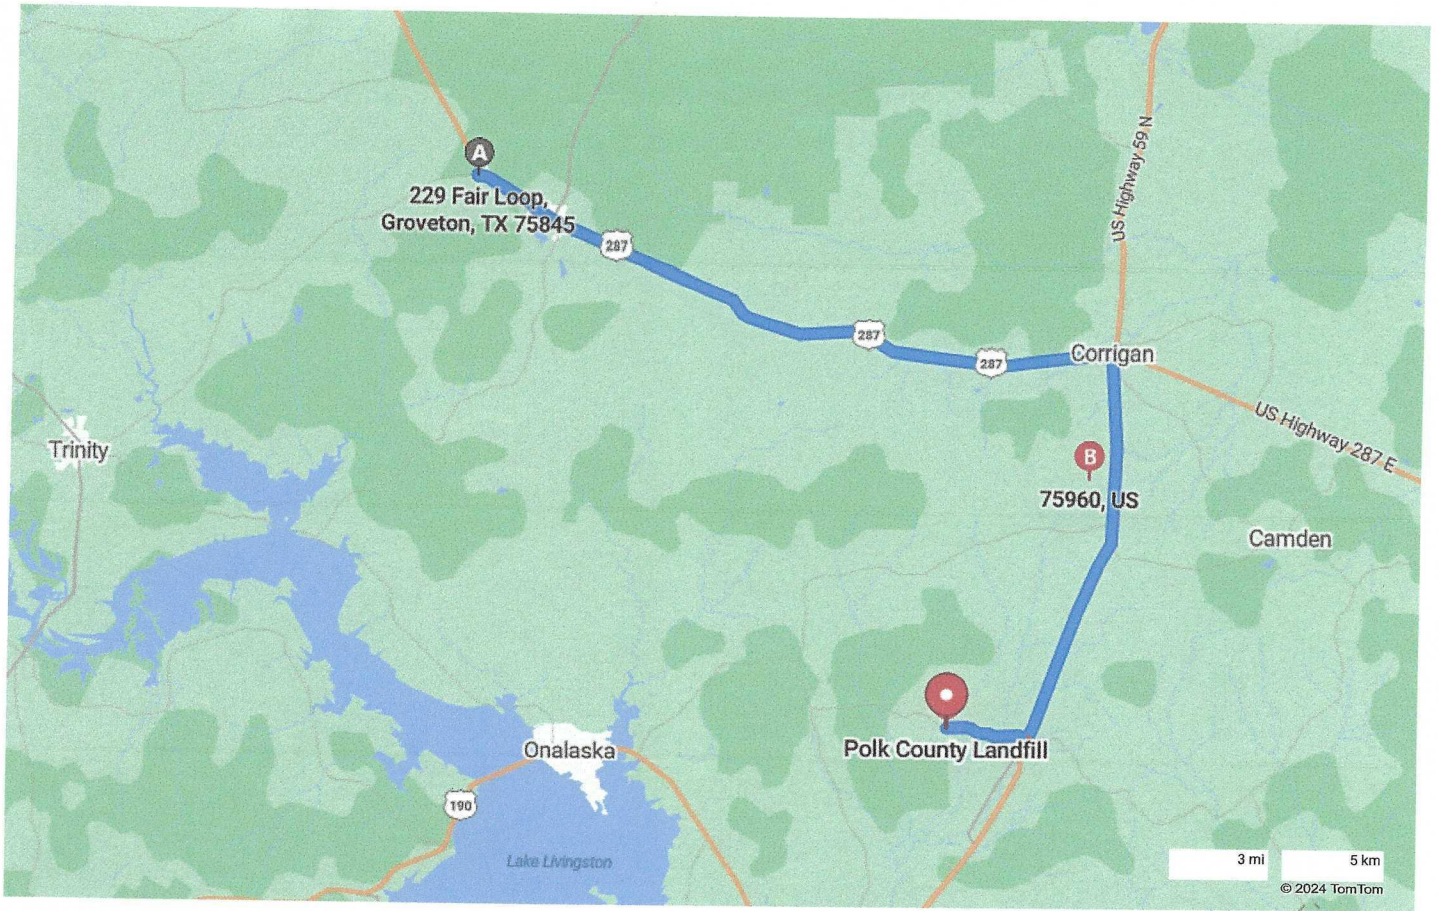 US Highway 59 N
A
229 Fair Loop,
Groveton, TX 75845
287
287
287
Corrigan
US Highway 287 E
Trinity
B
75960, US
Camden
Polk County Landfill
Onalaska
190
Lake Livingston
3 mi
5 km
© 2024 TomTom